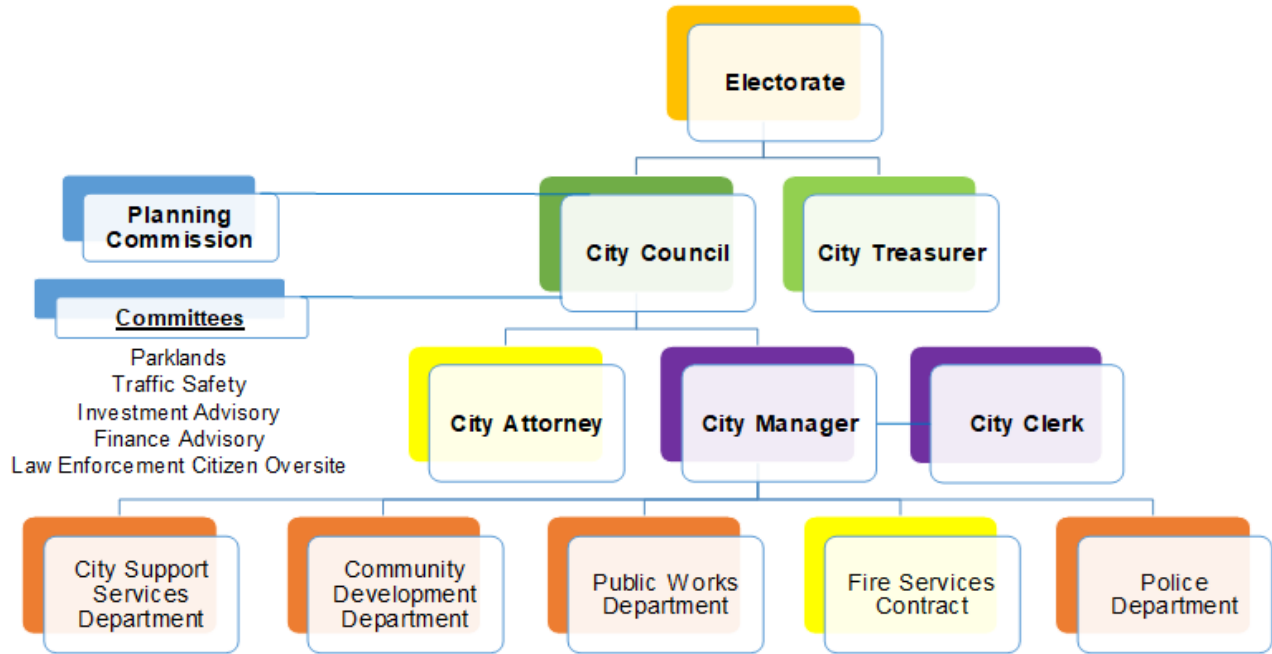 Electorate
Planning
Commission
City Council
City Treasurer
Committees
Parklands
Traffic Safety
Investment Advisory
Finance Advisory
Law Enforcement Citizen Oversite
City Attorney
City Manager
City Clerk
City Support
Services
Department
Community
Development
Department
Public Works
Department
Fire Services
Contract
Police
Department